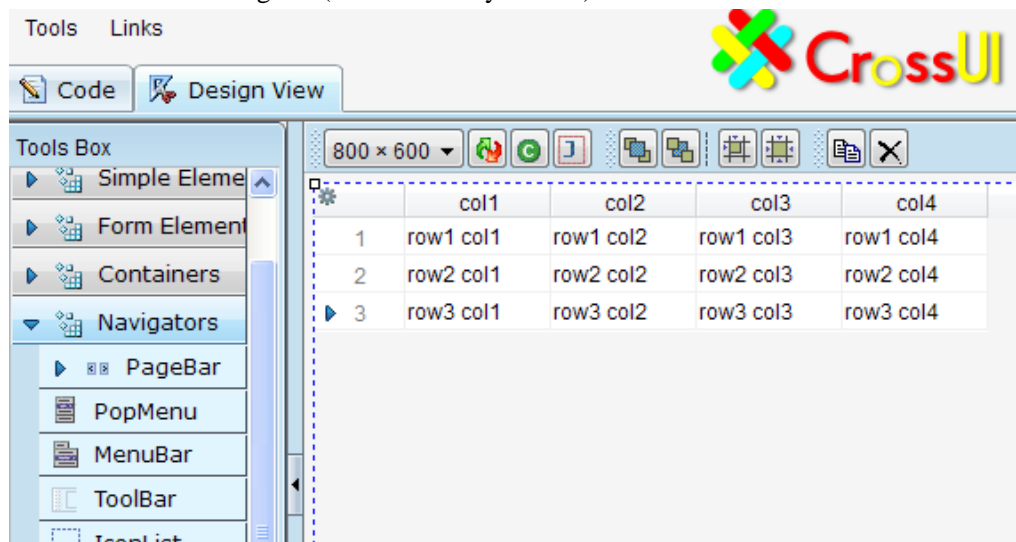 Tools Links
CrossUI
Code Design View
Tools Box
800 × 600
Simple Eleme
Form Element
Containers
Navigators
PageBar
PopMenu
MenuBar
ToolBar
col1 col2 col3 col4
1 row1 col1 row1 col2 row1 col3 row1 col4
2 row2 col1 row2 col2 row2 col3 row2 col4
3 row3 col1 row3 col2 row3 col3 row3 col4